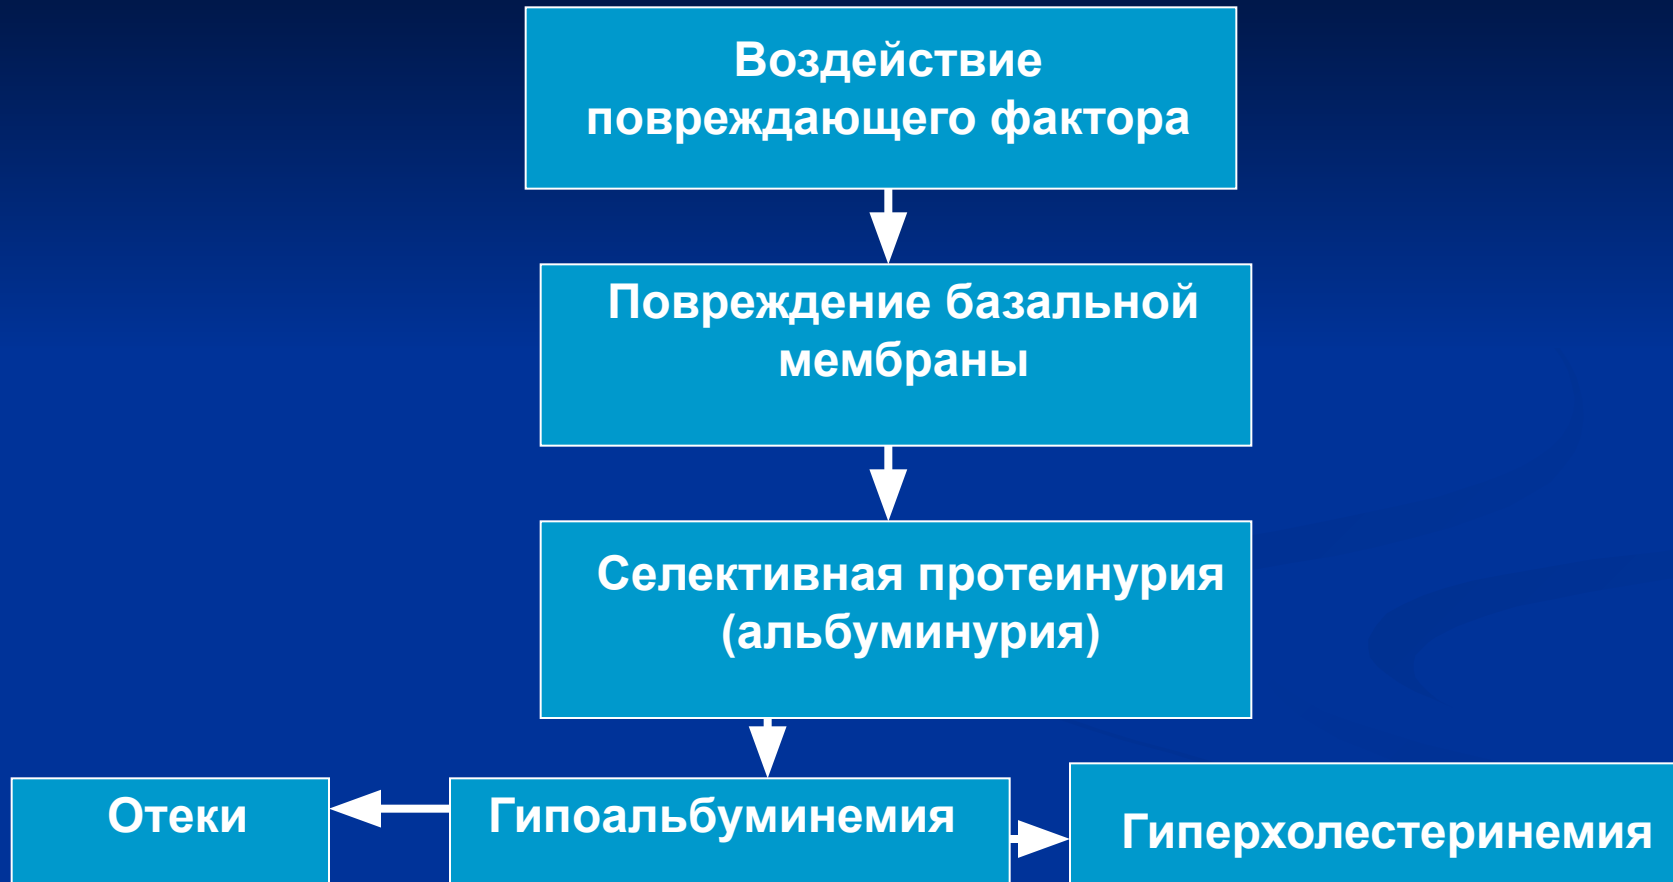 Воздействие
повреждающего фактора
Повреждение базальной
мембраны
Селективная протеинурия
(альбуминурия)
Отеки
Гипоальбуминемия
Гиперхолестеринемия